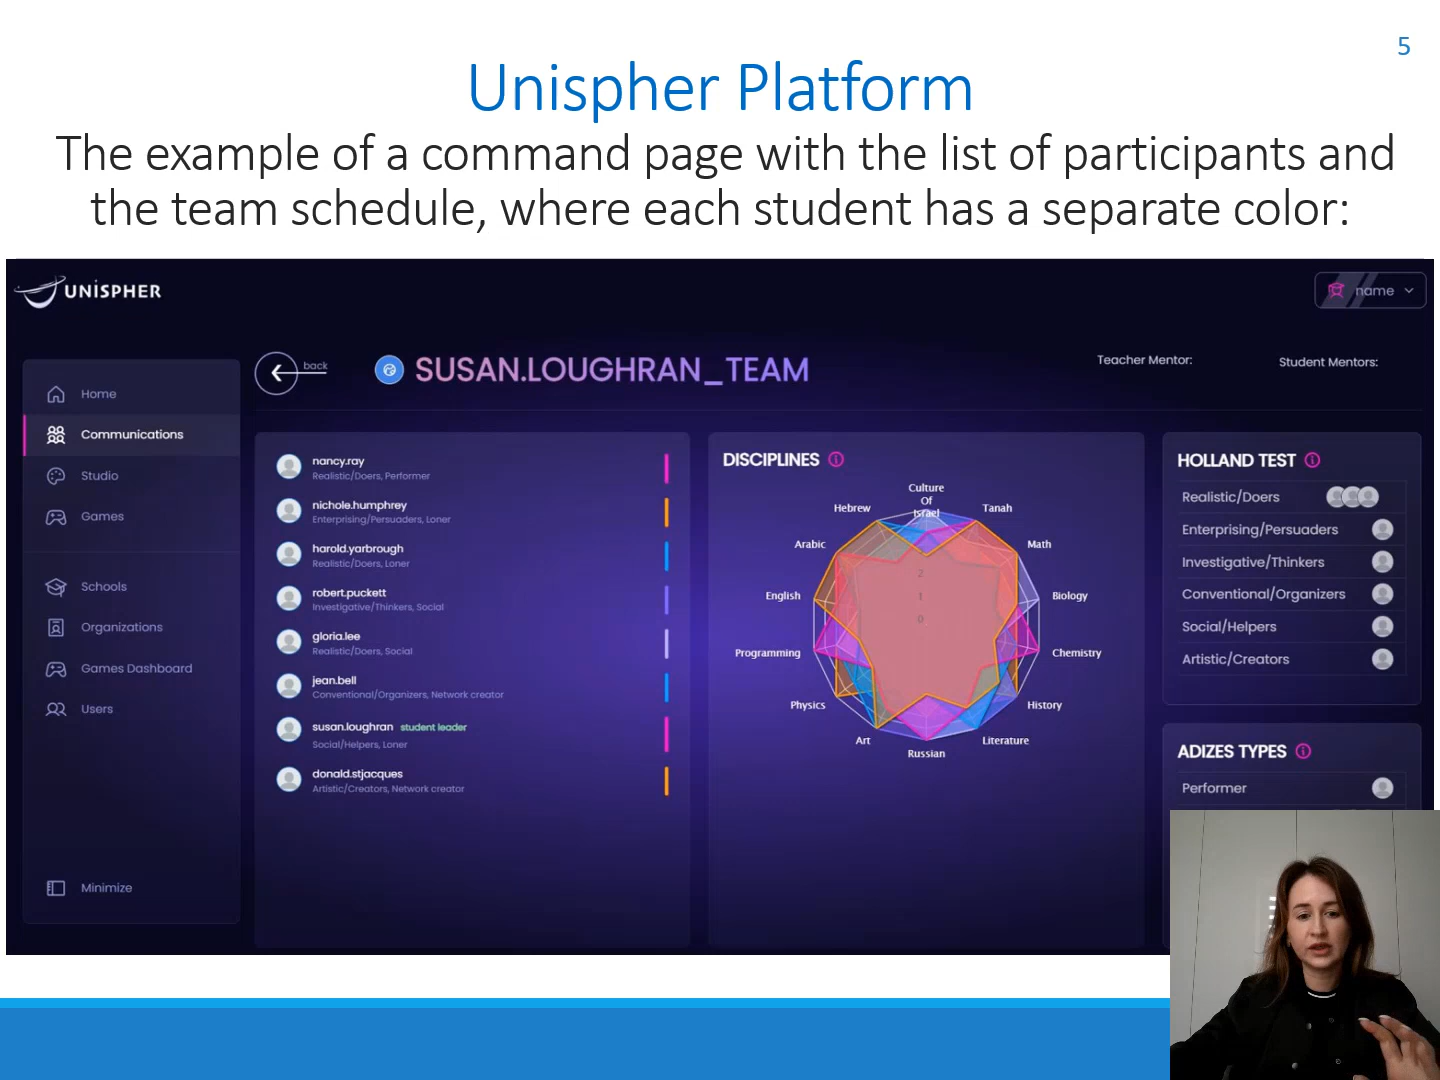 5
Unispher Platform
The example of a command page with the list of participants and
the team schedule, where each student has a separate color:
UNiSPHER
name
back
SUSAN.LOUGHRAN_TEAM
Teacher Mentor:
Student Mentors:
Home
Communications
Studio
Games
Schools
Organizations
Games Dashboard
Users
Minimize
nancy.ray
Realistic/Doers, Performer
nichole.humphrey
Enterprising/Persuaders, Loner
harold.yarbrough
Realistic/Doers, Loner
robert.puckett
Investigative/Thinkers, Social
gloria.lee
Realistic/Doers, Social
jean.bell
Conventional/Organizers, Network creator
susan.loughran student leader
Social/Helpers, Loner
donald.stjacques
Artistic/Creators, Network creator
DISCIPLINES
Culture
Of
Israel
Tanah
Math
Biology
Chemistry
History
Literature
Russian
Art
Physics
Programming
English
Arabic
Hebrew
2
1
0
HOLLAND TEST
Realistic/Doers
Enterprising/Persuaders
Investigative/Thinkers
Conventional/Organizers
Social/Helpers
Artistic/Creators
ADIZES TYPES
Performer